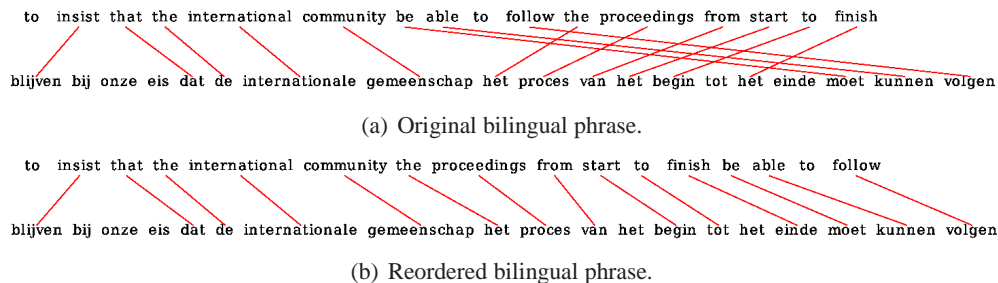 to insist that the international community be able to follow the proceedings from start to finish
blijven bij onze eis dat de internationale gemeenschap het proces van het begin tot het einde moet kunnen volgen
(a) Original bilingual phrase.
to insist that the international community the proceedings from start to finish be able to follow
blijven bij onze eis dat de internationale gemeenschap het proces van het begin tot het einde moet kunnen volgen
(b) Reordered bilingual phrase.